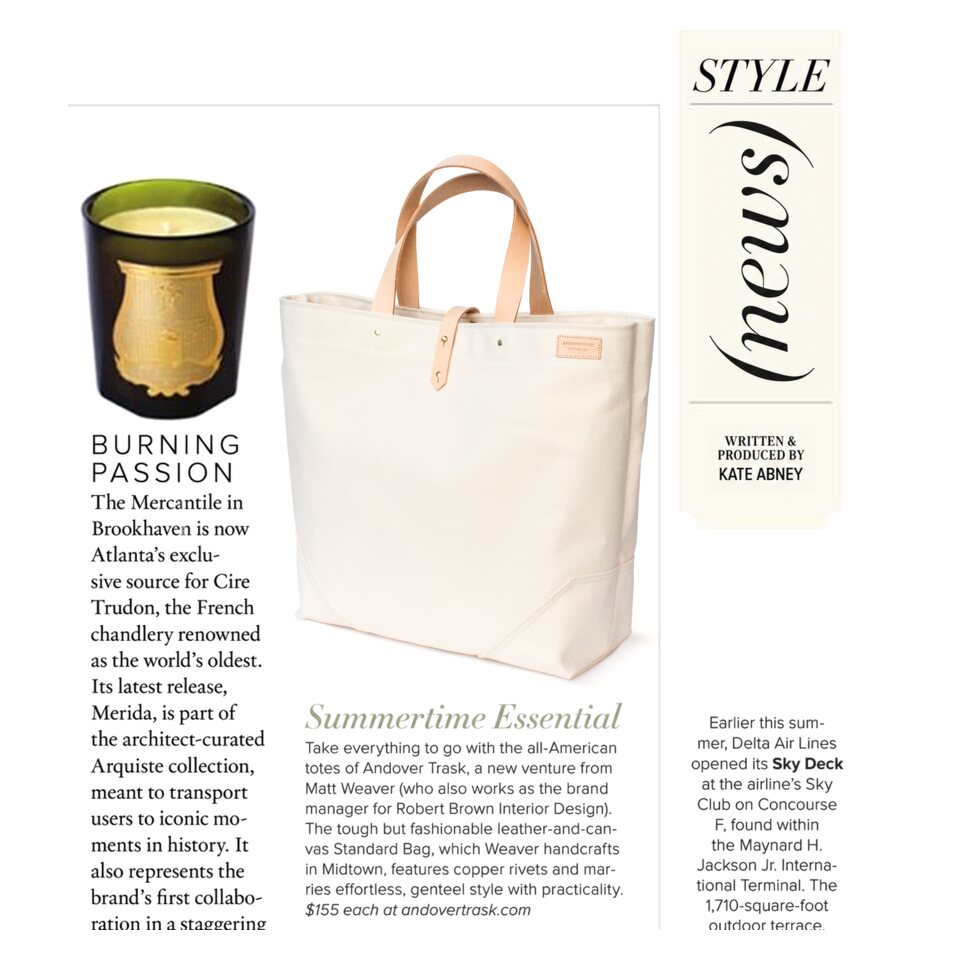 STYLE
(news)
WRITTEN &
PRODUCED BY
KATE ABNEY
BURNING
PASSION
The Mercantile in
Brookhaven is now
Atlanta's exclu-
sive source for Cire
Trudon, the French
chandlery renowned
as the world's oldest.
Its latest release,
Merida, is part of
the architect-curated
Arquiste collection,
meant to transport
users to iconic mo-
ments in history. It
also represents the
brand's first collabo-
ration in a staggering
ANDOVER TRASK
Summertime Essential
Take everything to go with the all-American
totes of Andover Trask, a new venture from
Matt Weaver (who also works as the brand
manager for Robert Brown Interior Design).
The tough but fashionable leather-and-can-
vas Standard Bag, which Weaver handcrafts
in Midtown, features copper rivets and mar-
ries effortless, genteel style with practicality.
$155 each at andovertrask.com
Earlier this sum-
mer, Delta Air Lines
opened its Sky Deck
at the airline's Sky
Club on Concourse
F, found within
the Maynard H.
Jackson Jr. Interna-
tional Terminal. The
1,710-square-foot
outdoor terrace,